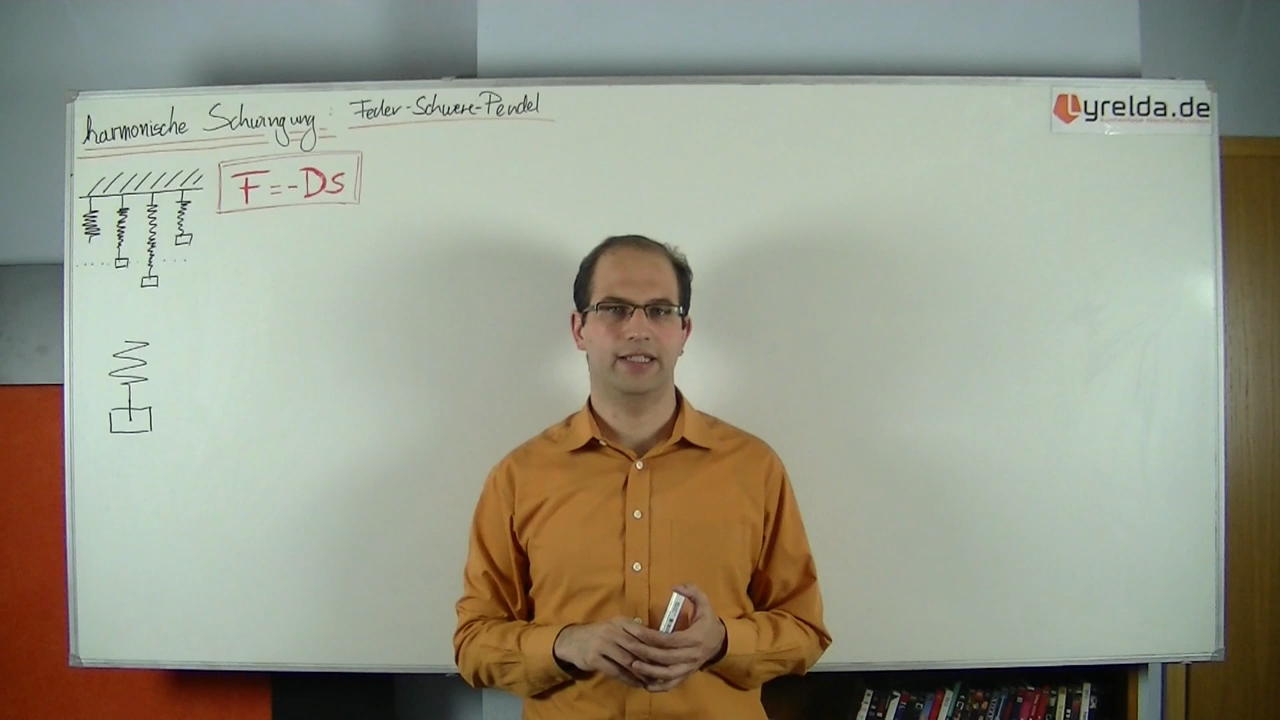 harmonische Schwingung: Feder-Schwere-Pendel
F = -Ds
Lyrelda.de